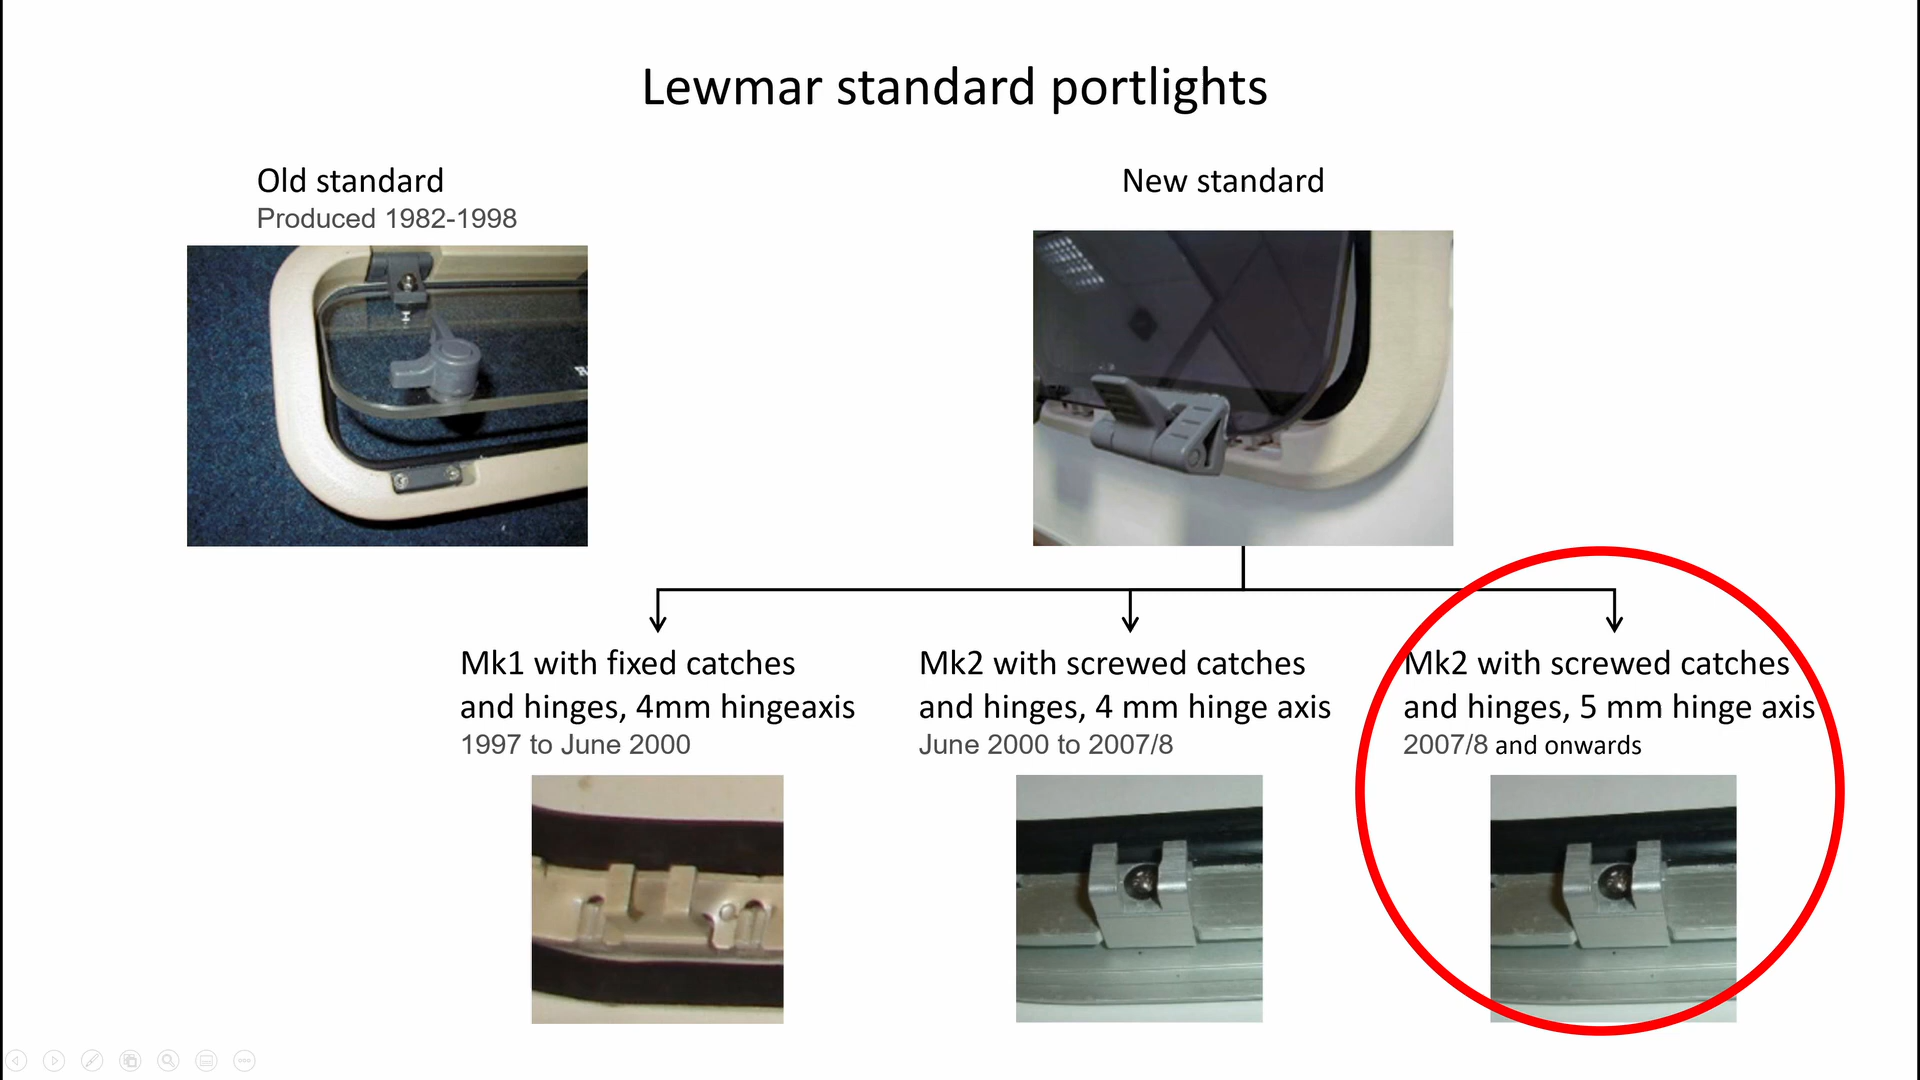 Lewmar standard portlights
Old standard
Produced 1982-1998
New standard
Mk1 with fixed catches
and hinges, 4mm hingeaxis
1997 to June 2000
Mk2 with screwed catches
and hinges, 4 mm hinge axis
June 2000 to 2007/8
Mk2 with screwed catches
and hinges, 5 mm hinge axis
2007/8 and onwards